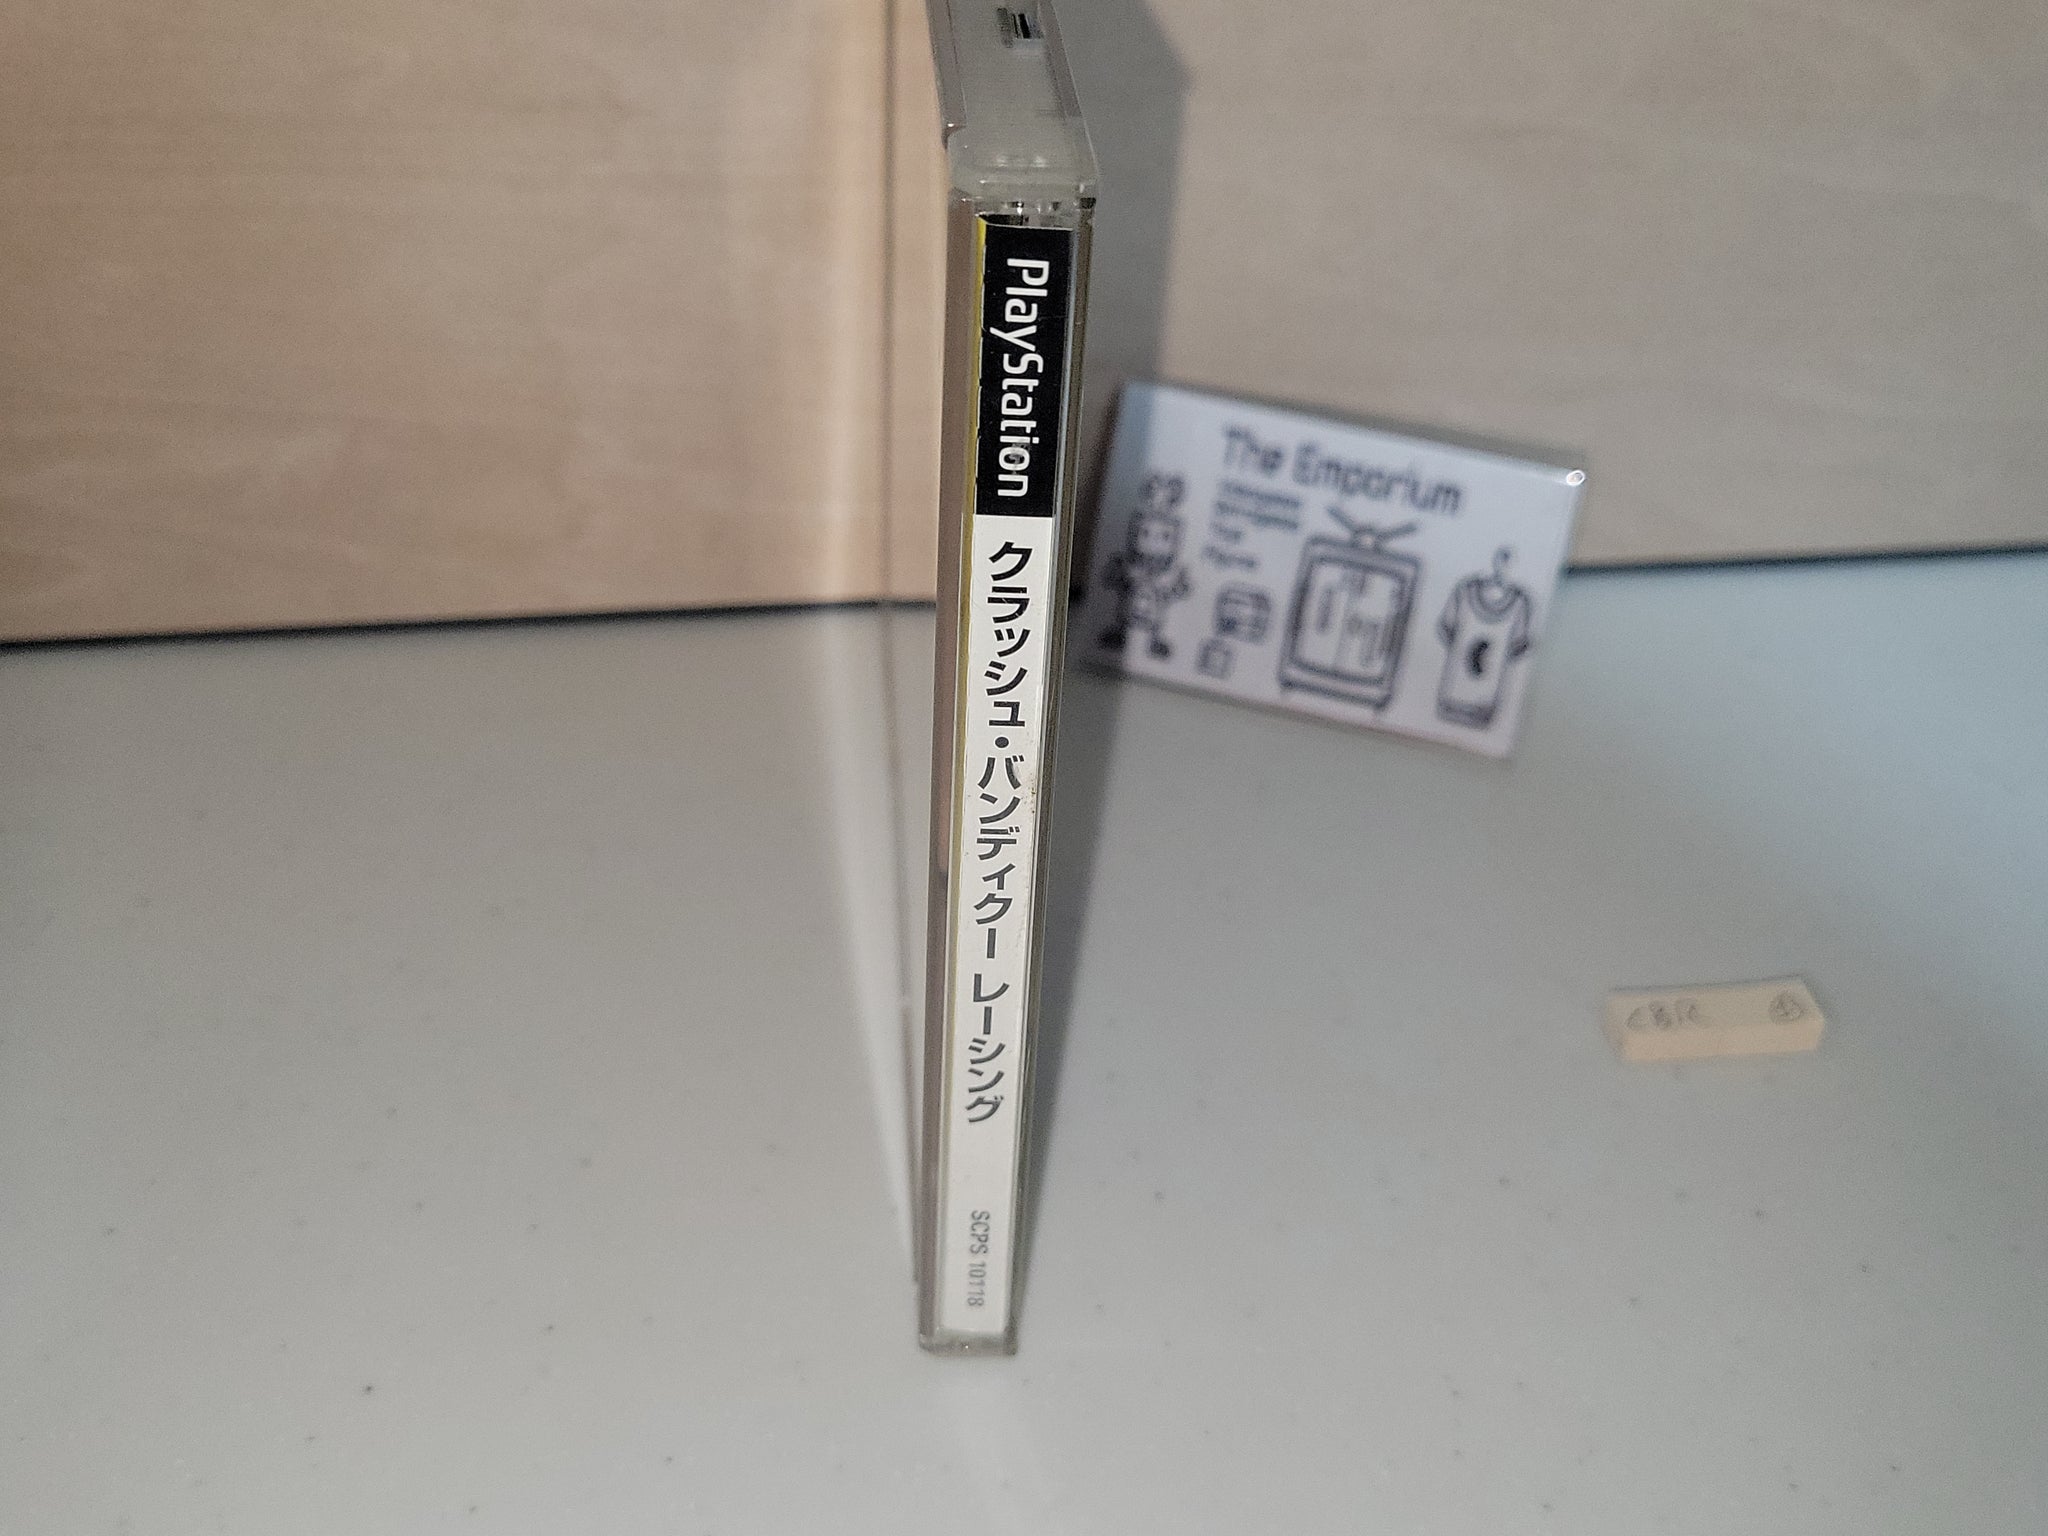 PlayStation
クラッシュ・バンディクー レーシング
SCPS 10118
The Emporium